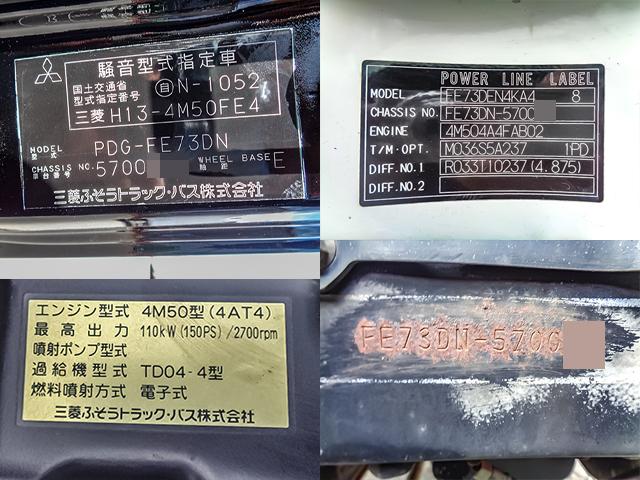 騒音型式指定車
国土交通省
型式指定番号 自N-1052
三菱 H13-4M50FE4
MODEL
型式 PDG-FE73DN
CHASSIS NO. 5700
車台番号
WHEEL BASE E
軸距
三菱ふそうトラック・バス株式会社
POWER LINE LABEL
MODEL FE73DEN4KA4 8
CHASSIS NO. FE73DN-5700
ENGINE 4M504A4FAB02
T/M・OPT. M036S5A237 1PD
DIFF.NO.1 R033T10237(4.875)
DIFF.NO.2
エンジン型式 4M50型(4AT4)
最高出力 110kW(150PS)/2700rpm
噴射ポンプ型式
過給機型式 TD04-4型
燃料噴射方式 電子式
三菱ふそうトラック・バス株式会社
FE73DN-5700